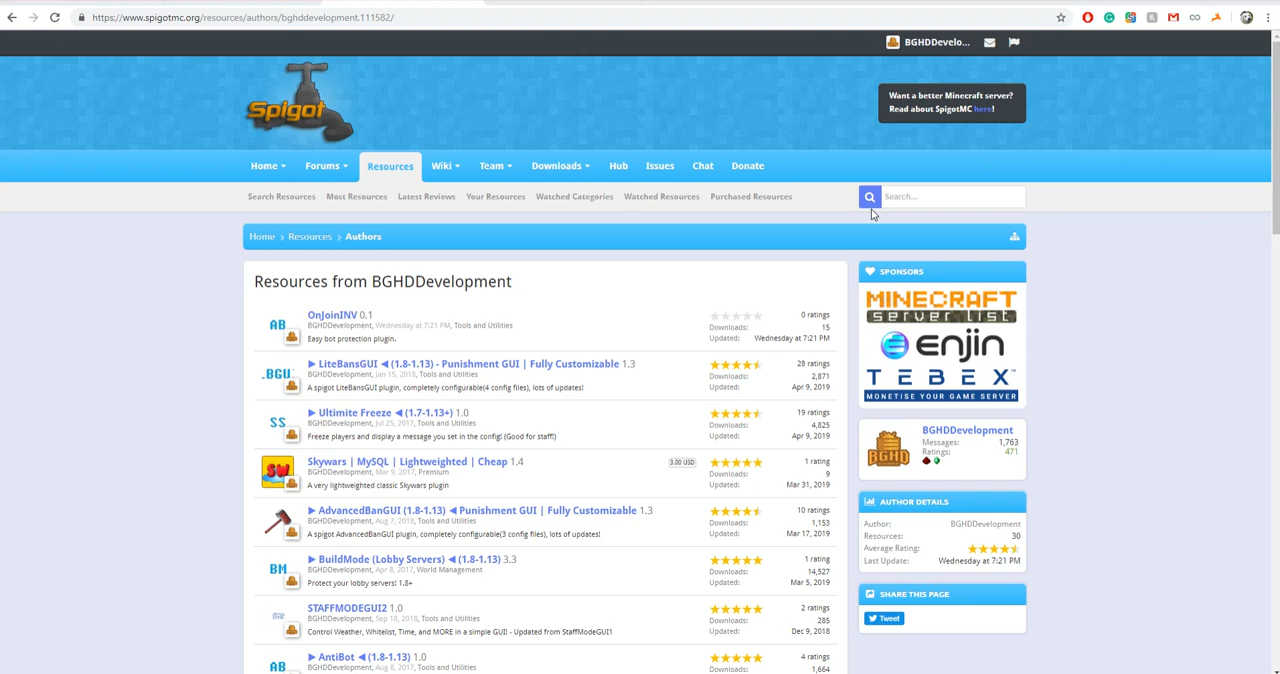 https://www.spigotmc.org/resources/authors/bghddevelopment.111582/
BGHDDevelo...
Spigot
Want a better Minecraft server?
Read about SpigotMC here!
Home Forums Resources Wiki Team Downloads Hub Issues Chat Donate
Search Resources Most Resources Latest Reviews Your Resources Watched Categories Watched Resources Purchased Resources Search...
Home Resources Authors
Resources from BGHDDevelopment
AB
OnJoinINV 0.1
BGHDDevelopment, Wednesday at 7:21 PM, Tools and Utilities
Easy bot protection plugin.
0 ratings
Downloads: 15
Updated: Wednesday at 7:21 PM
▶ LiteBansGUI ◀ (1.8-1.13) - Punishment GUI | Fully Customizable 1.3
BGHDDevelopment, Jan 15, 2018, Tools and Utilities
A spigot LiteBansGUI plugin, completely configurable(4 config files), lots of updates!
28 ratings
Downloads: 2,871
Updated: Apr 9, 2019
SS
▶ Ultimite Freeze ◀ (1.7-1.13+) 1.0
BGHDDevelopment, Jul 25, 2017, Tools and Utilities
Freeze players and display a message you set in the config! (Good for staff!)
19 ratings
Downloads: 4,825
Updated: Apr 9, 2019
SW
Skywars | MySQL | Lightweighted | Cheap 1.4
BGHDDevelopment, Mar 9, 2017, Premium
A very lightweighted classic Skywars plugin
3.00 USD
1 rating
Downloads: 9
Updated: Mar 31, 2019
▶ AdvancedBanGUI (1.8-1.13) ◀ Punishment GUI | Fully Customizable 1.3
BGHDDevelopment, Aug 7, 2018, Tools and Utilities
A spigot AdvancedBanGUI plugin, completely configurable(3 config files), lots of updates!
10 ratings
Downloads: 1,153
Updated: Mar 17, 2019
BM
▶ BuildMode (Lobby Servers) ◀ (1.8-1.13) 3.3
BGHDDevelopment, Apr 8, 2017, World Management
Protect your lobby servers! 1.8+
1 rating
Downloads: 14,527
Updated: Mar 5, 2019
STAFFMODEGUI2 1.0
BGHDDevelopment, Sep 18, 2018, Tools and Utilities
Control Weather, Whitelist, Time, and MORE in a simple GUI! - Updated from StaffModeGUI1
2 ratings
Downloads: 285
Updated: Dec 9, 2018
AB
▶ AntiBot ◀ (1.8-1.13) 1.0
BGHDDevelopment, Aug 8, 2017, Tools and Utilities
4 ratings
Downloads: 1,664
SPONSORS
MINECRAFT
server list
enjin
TEBEX
MONETISE YOUR GAME SERVER
BGHD
BGHDDevelopment
Messages: 1,763
Ratings: 471
AUTHOR DETAILS
Author: BGHDDevelopment
Resources: 30
Average Rating:
Last Update: Wednesday at 7:21 PM
SHARE THIS PAGE
Tweet